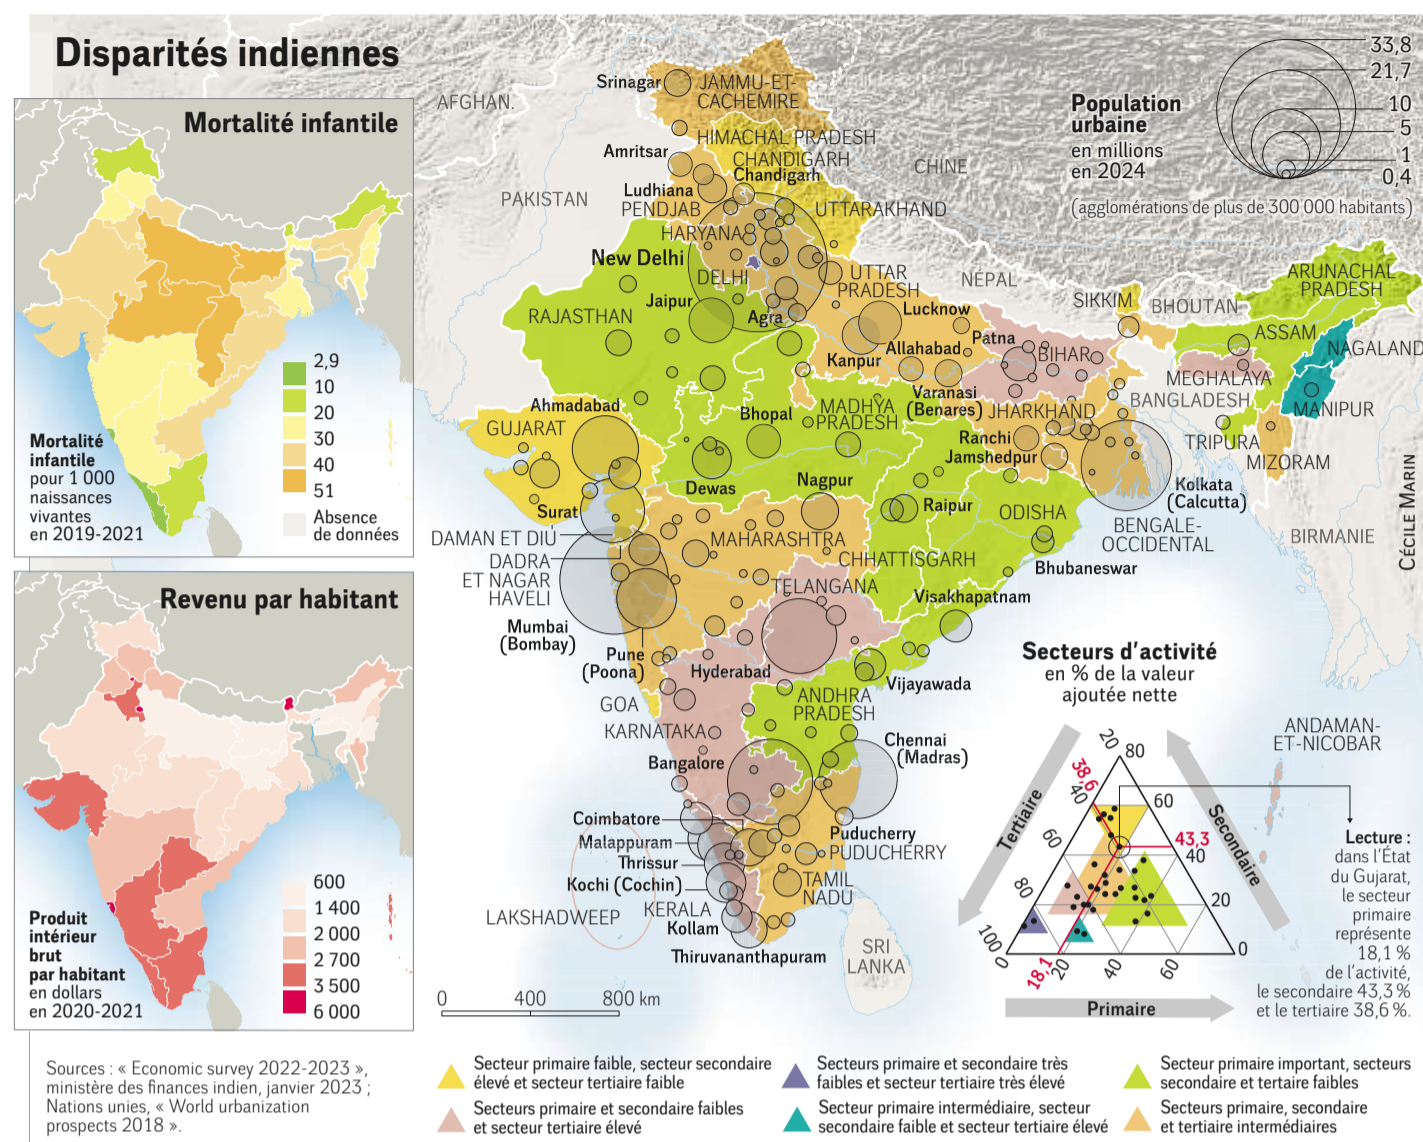 Disparités indiennes
Mortalité infantile
2,9
10
20
30
40
51
Absence
de données
Mortalité
infantile
pour 1 000
naissances
vivantes
en 2019-2021
Revenu par habitant
600
1 400
2 000
2 700
3 500
6 000
Produit
intérieur
brut
par habitant
en dollars
en 2020-2021
Sources : « Economic survey 2022-2023 »,
ministère des finances indien, janvier 2023 ;
Nations unies, « World urbanization
prospects 2018 ».
Population
urbaine
en millions
en 2024
33,8
21,7
10
5
1
0,4
(agglomérations de plus de 300 000 habitants)
AFGHAN.
PAKISTAN
CHINE
NÉPAL
BHOUTAN
BANGLADESH
BIRMANIE
SRI
LANKA
Srinagar
JAMMU-ET-
CACHEMIRE
HIMACHAL PRADESH
Amritsar
CHANDIGARH
Chandigarh
Ludhiana
PENDJAB
UTTARAKHAND
HARYANA
New Delhi
DELHI
UTTAR
PRADESH
Jaipur
RAJASTHAN
Agra
Lucknow
Kanpur
Allahabad
Patna
BIHAR
Varanasi
(Benares)
SIKKIM
ARUNACHAL
PRADESH
ASSAM
NAGALAND
MEGHALAYA
MANIPUR
TRIPURA
MIZORAM
Ahmadabad
GUJARAT
Bhopal
MADHYA
PRADESH
JHARKHAND
Ranchi
Jamshedpur
Kolkata
(Calcutta)
BENGALE-
OCCIDENTAL
Dewas
Nagpur
Raipur
ODISHA
Surat
DAMAN ET DIU
DADRA
ET NAGAR
HAVELI
MAHARASHTRA
CHHATTISGARH
Bhubaneswar
TELANGANA
Visakhapatnam
Mumbai
(Bombay)
Pune
(Poona)
Hyderabad
Vijayawada
GOA
ANDHRA
PRADESH
KARNATAKA
Bangalore
Chennai
(Madras)
Coimbatore
Malappuram
Thrissur
Kochi (Cochin)
Puducherry
PUDUCHERRY
LAKSHADWEEP
KERALA
Kollam
TAMIL
NADU
Thiruvananthapuram
ANDAMAN-
ET-NICOBAR
0
400
800 km
Secteurs d’activité
en % de la valeur
ajoutée nette
Tertiaire
Secondaire
Primaire
20
40
60
80
100
80
60
40
20
0
0
20
40
60
38,6
43,3
18,1
Lecture :
dans l’État
du Gujarat,
le secteur
primaire
représente
18,1 %
de l’activité,
le secondaire 43,3 %
et le tertiaire 38,6 %.
Secteur primaire faible, secteur secondaire
élevé et secteur tertiaire faible
Secteurs primaire et secondaire faibles
et secteur tertiaire élevé
Secteurs primaire et secondaire très
faibles et secteur tertiaire très élevé
Secteur primaire intermédiaire, secteur
secondaire faible et secteur tertiaire élevé
Secteur primaire important, secteurs
secondaire et tertaire faibles
Secteurs primaire, secondaire
et tertiaire intermédiaires
CÉCILE MARIN